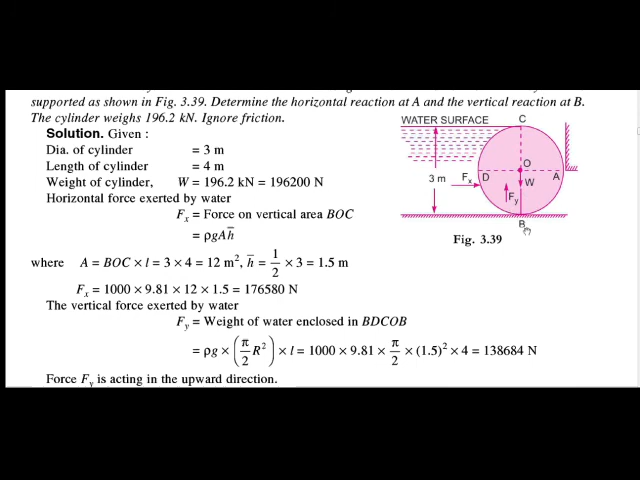 supported as shown in Fig. 3.39. Determine the horizontal reaction at A and the vertical reaction at B.
The cylinder weighs 196.2 kN. Ignore friction.
Solution. Given :
Dia. of cylinder = 3 m
Length of cylinder = 4 m
Weight of cylinder, W = 196.2 kN = 196200 N
Horizontal force exerted by water
Fₓ = Force on vertical area BOC
= ρgAh̅
where A = BOC × l = 3 × 4 = 12 m², h̅ = 1/2 × 3 = 1.5 m
Fₓ = 1000 × 9.81 × 12 × 1.5 = 176580 N
The vertical force exerted by water
Fᵧ = Weight of water enclosed in BDCOB
= ρg × (π/2 R²) × l = 1000 × 9.81 × π/2 × (1.5)² × 4 = 138684 N
Force Fᵧ is acting in the upward direction.
WATER SURFACE
C
O
3 m
Fₓ
D
A
W
Fᵧ
B
Fig. 3.39